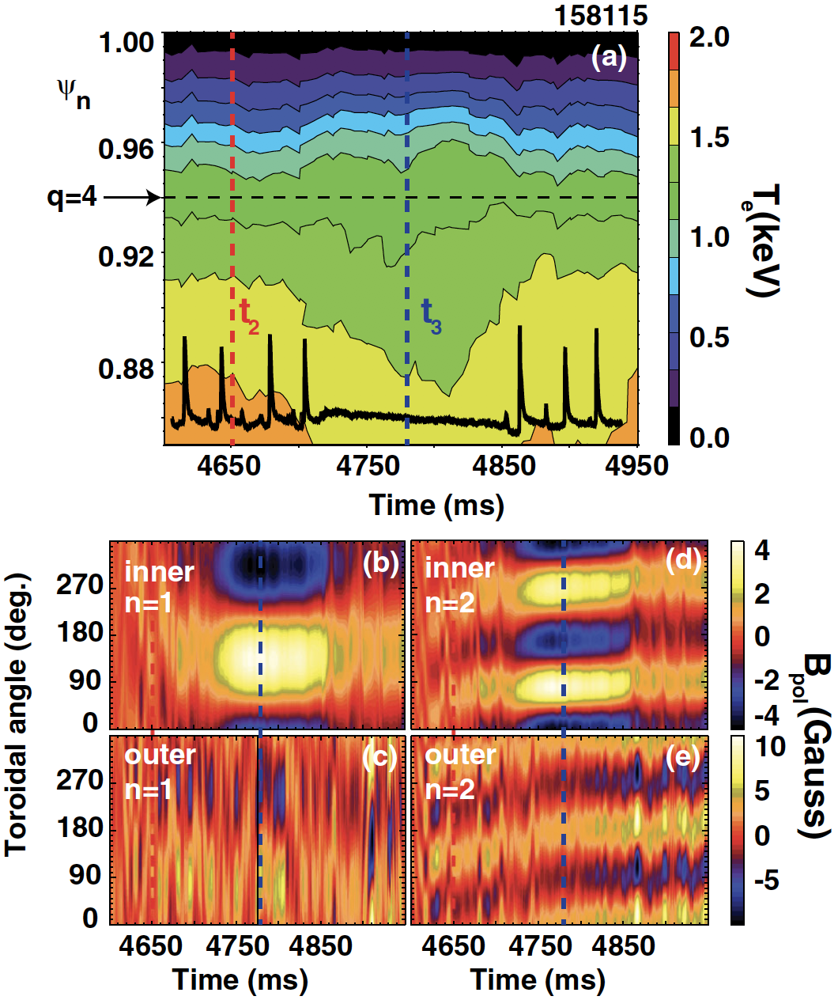 158115
(a)
1.00
ψn
0.96
q=4
0.92
0.88
t2
t3
4650 4750 4850 4950
Time (ms)
2.0
1.5
1.0
0.5
0.0
Te(keV)
inner
n=1
(b)
inner
n=2
(d)
270
180
90
0
4
2
0
-2
-4
outer
n=1
(c)
outer
n=2
(e)
270
180
90
0
10
5
0
-5
Toroidal angle (deg.)
Bpol (Gauss)
4650 4750 4850
4650 4750 4850
Time (ms)
Time (ms)